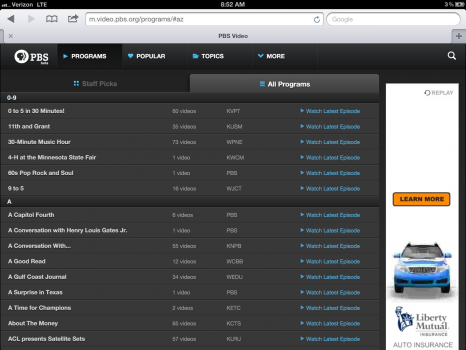 Verizon LTE 8:52 AM 3%
m.video.pbs.org/programs/#az Google
PBS Video
PBS PROGRAMS POPULAR TOPICS MORE
Staff Picks All Programs
0-9
0 to 5 in 30 Minutes! 60 videos KVPT Watch Latest Episode
11th and Grant 35 videos KUSM Watch Latest Episode
30-Minute Music Hour 73 videos WPNE Watch Latest Episode
4-H at the Minnesota State Fair 1 video KWCM Watch Latest Episode
60s Pop Rock and Soul 1 video PBS Watch Latest Episode
9 to 5 16 videos WJCT Watch Latest Episode
A
A Capitol Fourth 6 videos PBS Watch Latest Episode
A Conversation with Henry Louis Gates Jr. 1 video PBS Watch Latest Episode
A Conversation With... 55 videos KNPB Watch Latest Episode
A Good Read 12 videos WCBB Watch Latest Episode
A Gulf Coast Journal 34 videos WEDU Watch Latest Episode
A Surprise in Texas 1 video PBS Watch Latest Episode
A Time for Champions 2 videos KETC Watch Latest Episode
About The Money 65 videos KCTS Watch Latest Episode
ACL presents Satellite Sets 57 videos KLRU Watch Latest Episode
REPLAY
LEARN MORE
Liberty
Mutual.
INSURANCE
AUTO INSURANCE